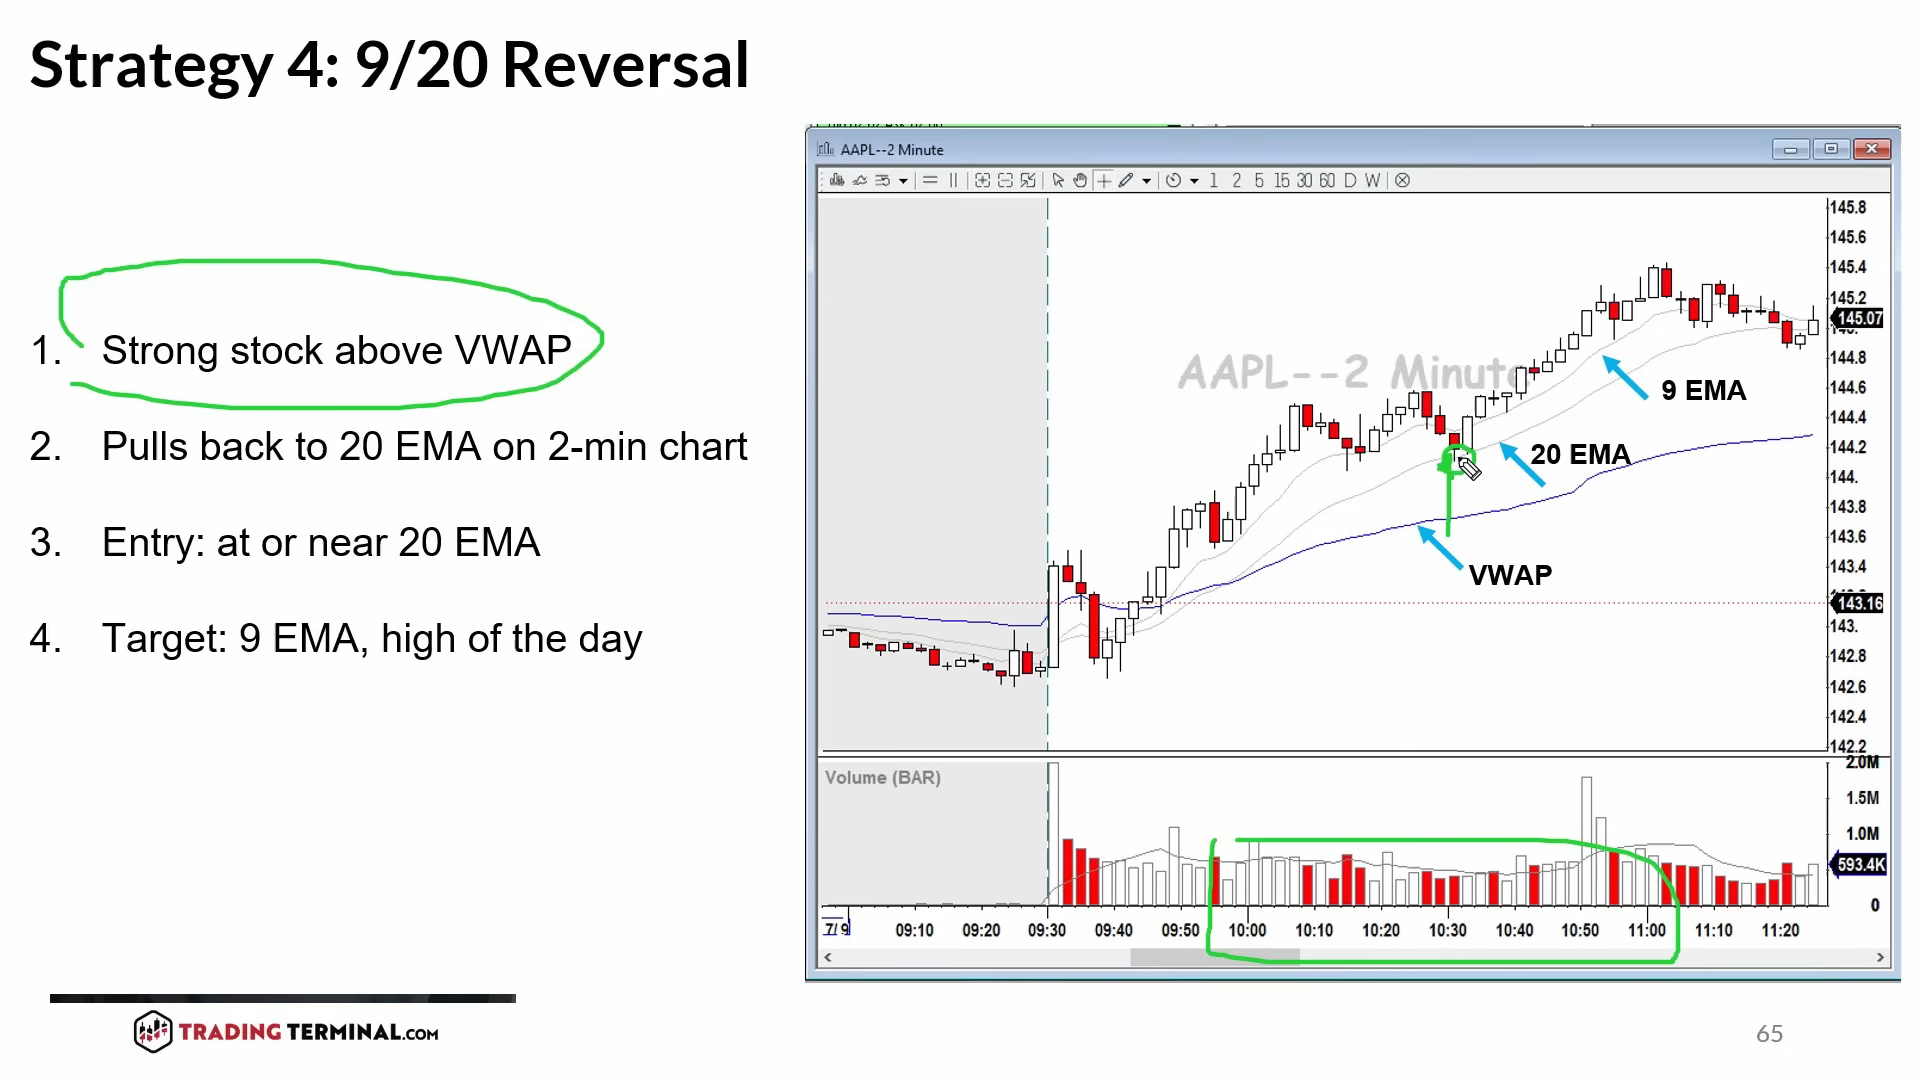 Strategy 4: 9/20 Reversal
1. Strong stock above VWAP
2. Pulls back to 20 EMA on 2-min chart
3. Entry: at or near 20 EMA
4. Target: 9 EMA, high of the day
AAPL--2 Minute
1 2 5 15 30 60 D W
AAPL--2 Minute
9 EMA
20 EMA
VWAP
145.8
145.6
145.4
145.2
145.07
144.8
144.6
144.4
144.2
144.
143.8
143.6
143.4
143.16
143.
142.8
142.6
142.4
142.2
Volume (BAR)
2.0M
1.5M
1.0M
593.4K
0
7/9 09:10 09:20 09:30 09:40 09:50 10:00 10:10 10:20 10:30 10:40 10:50 11:00 11:10 11:20
TRADING TERMINAL.COM
65